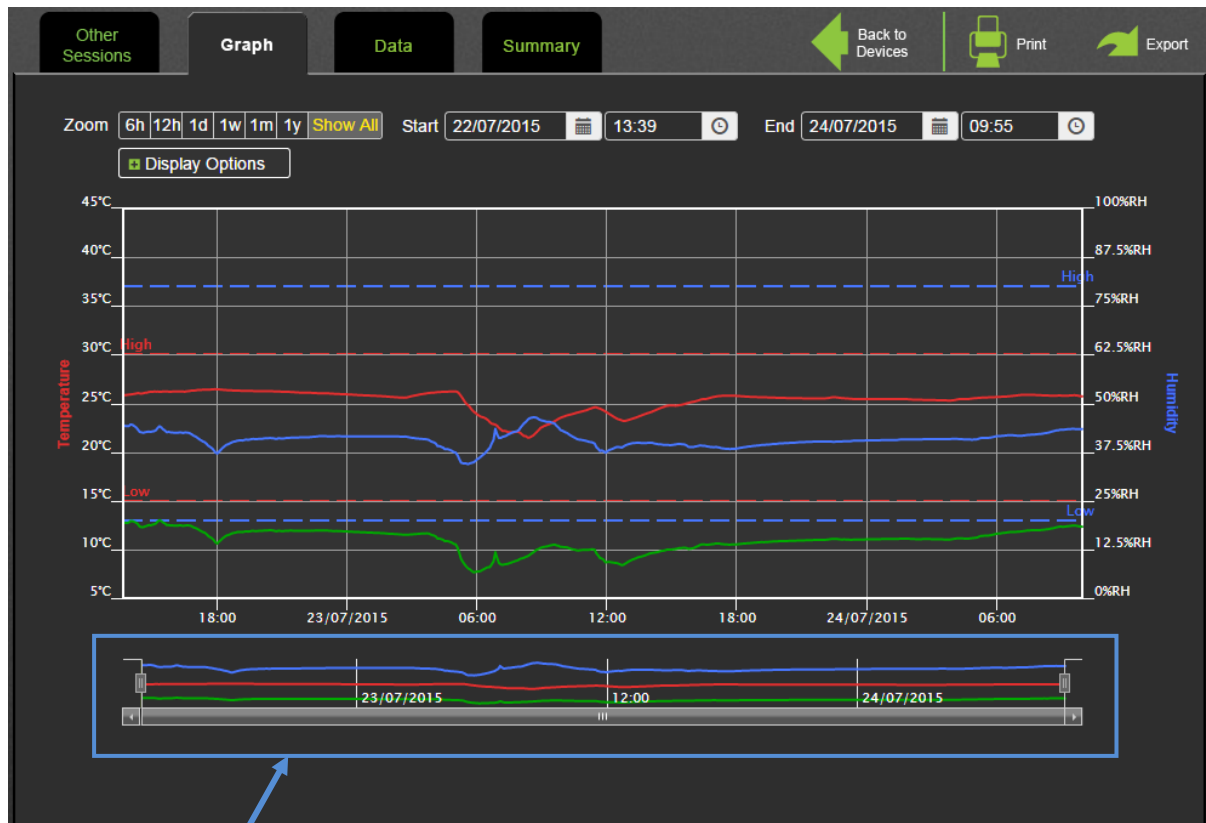 Other
Sessions
Graph
Data
Summary
Back to
Devices
Print
Export
Zoom 6h 12h 1d 1w 1m 1y Show All Start 22/07/2015 13:39 End 24/07/2015 09:55
Display Options
45°C 100%RH
40°C 87.5%RH
High
35°C 75%RH
High
30°C 62.5%RH
Temperature
Humidity
25°C 50%RH
20°C 37.5%RH
Low
15°C 25%RH
Low
10°C 12.5%RH
5°C 0%RH
18:00 23/07/2015 06:00 12:00 18:00 24/07/2015 06:00
23/07/2015 12:00 24/07/2015